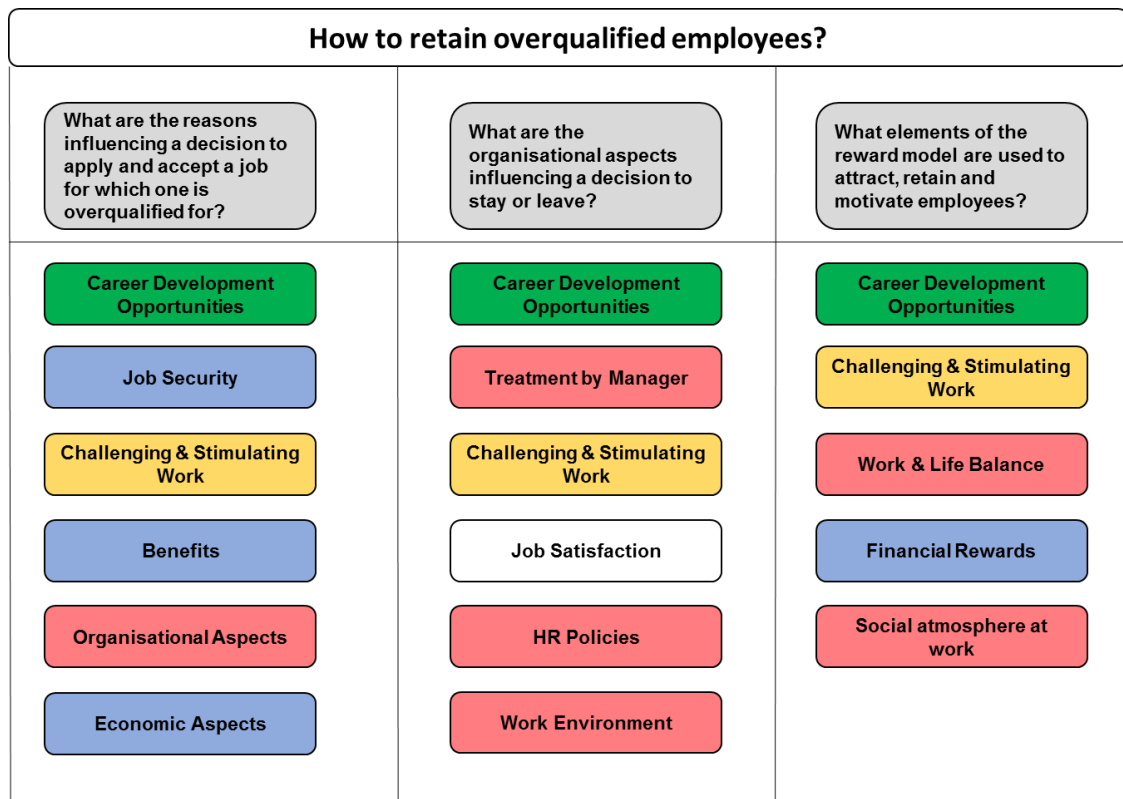 How to retain overqualified employees?
What are the reasons
influencing a decision to
apply and accept a job
for which one is
overqualified for?
What are the
organisational aspects
influencing a decision to
stay or leave?
What elements of the
reward model are used to
attract, retain and
motivate employees?
Career Development
Opportunities
Job Security
Challenging & Stimulating
Work
Benefits
Organisational Aspects
Economic Aspects
Career Development
Opportunities
Treatment by Manager
Challenging & Stimulating
Work
Job Satisfaction
HR Policies
Work Environment
Career Development
Opportunities
Challenging & Stimulating
Work
Work & Life Balance
Financial Rewards
Social atmosphere at
work